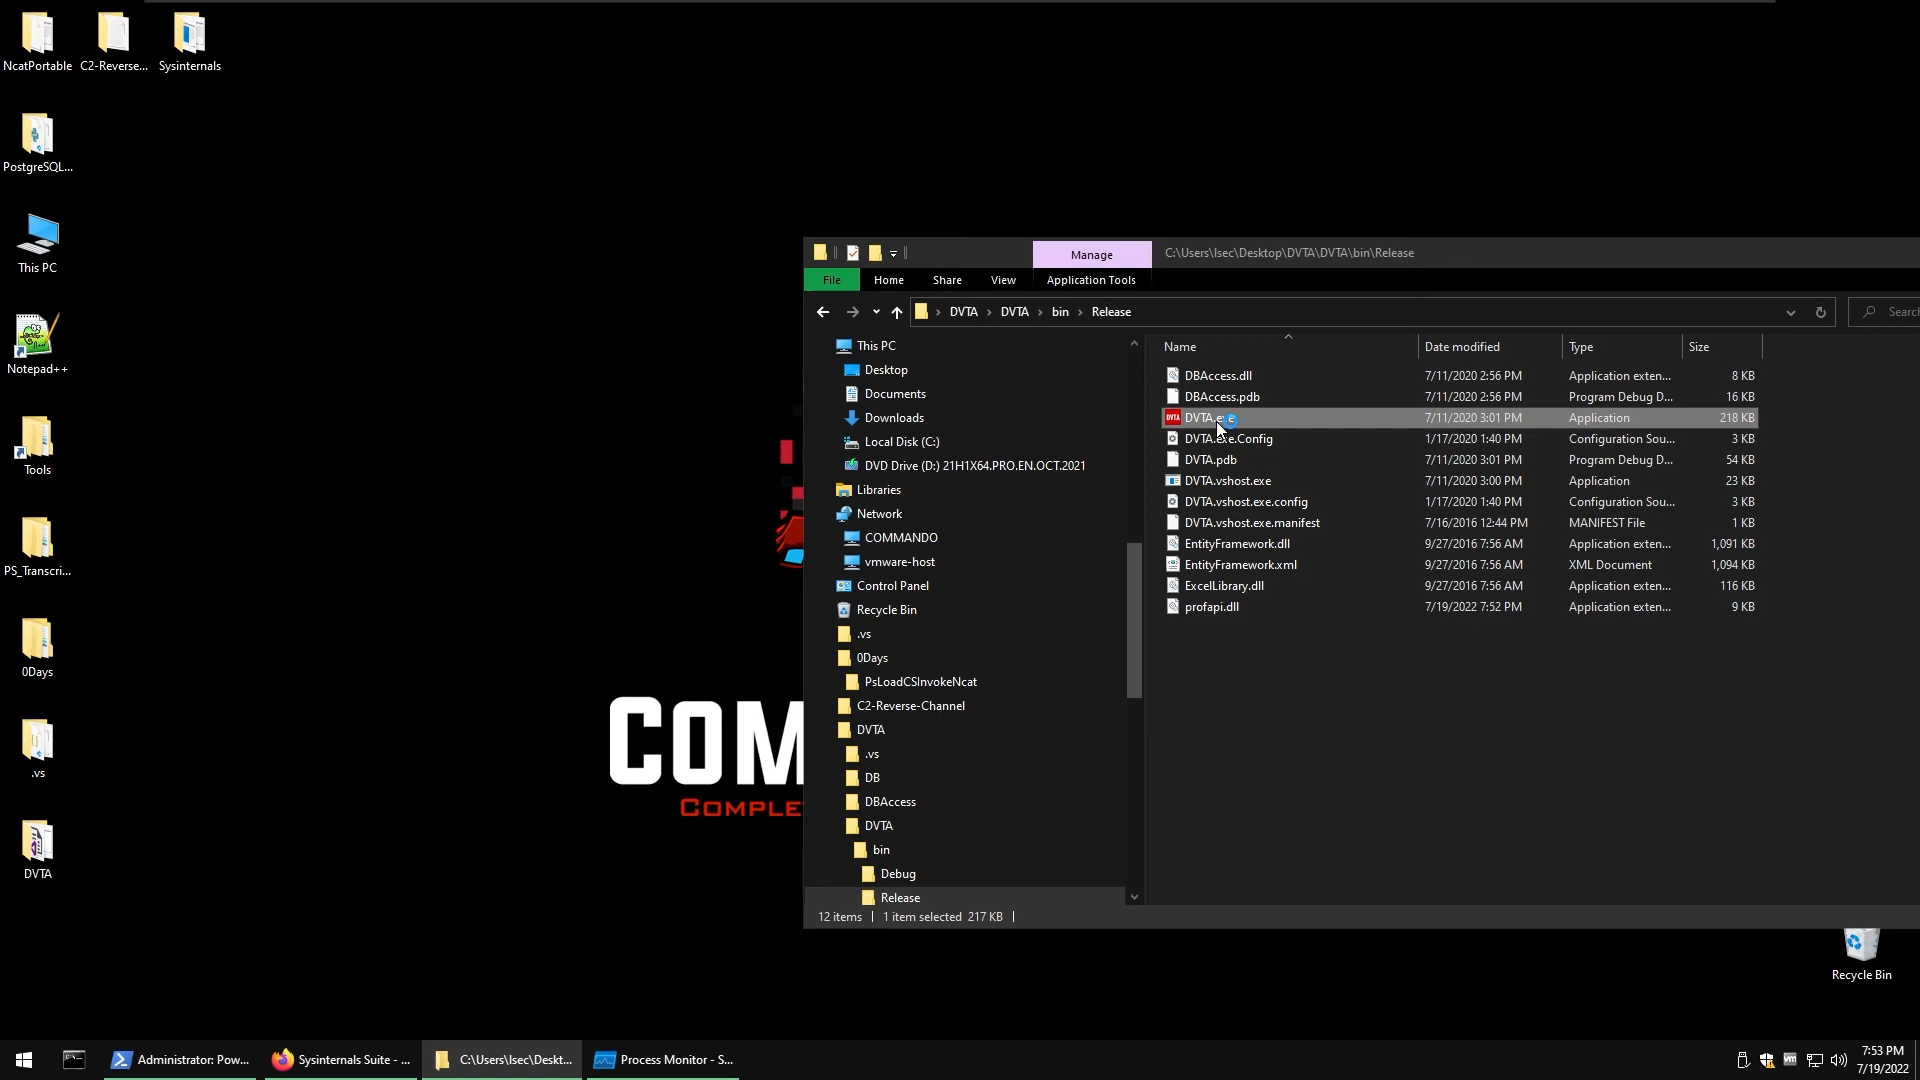 NcatPortable
C2-Reverse...
Sysinternals
PostgreSQL...
This PC
Notepad++
Tools
PS_Transcri...
0Days
.vs
DVTA
COM
COMPLE
Manage
C:\Users\Isec\Desktop\DVTA\DVTA\bin\Release
File
Home
Share
View
Application Tools
DVTA > DVTA > bin > Release
Search
This PC
Desktop
Documents
Downloads
Local Disk (C:)
DVD Drive (D:) 21H1X64.PRO.EN.OCT.2021
Libraries
Network
COMMANDO
vmware-host
Control Panel
Recycle Bin
.vs
0Days
PsLoadCSInvokeNcat
C2-Reverse-Channel
DVTA
.vs
DB
DBAccess
DVTA
bin
Debug
Release
Name Date modified Type Size
DBAccess.dll 7/11/2020 2:56 PM Application exten... 8 KB
DBAccess.pdb 7/11/2020 2:56 PM Program Debug D... 16 KB
DVTA.exe 7/11/2020 3:01 PM Application 218 KB
DVTA.exe.Config 1/17/2020 1:40 PM Configuration Sou... 3 KB
DVTA.pdb 7/11/2020 3:01 PM Program Debug D... 54 KB
DVTA.vshost.exe 7/11/2020 3:00 PM Application 23 KB
DVTA.vshost.exe.config 1/17/2020 1:40 PM Configuration Sou... 3 KB
DVTA.vshost.exe.manifest 7/16/2016 12:44 PM MANIFEST File 1 KB
EntityFramework.dll 9/27/2016 7:56 AM Application exten... 1,091 KB
EntityFramework.xml 9/27/2016 7:56 AM XML Document 1,094 KB
ExcelLibrary.dll 9/27/2016 7:56 AM Application exten... 116 KB
profapi.dll 7/19/2022 7:52 PM Application exten... 9 KB
12 items 1 item selected 217 KB
Recycle Bin
Administrator: Pow...
Sysinternals Suite - ...
C:\Users\Isec\Deskt...
Process Monitor - S...
vm
7:53 PM
7/19/2022